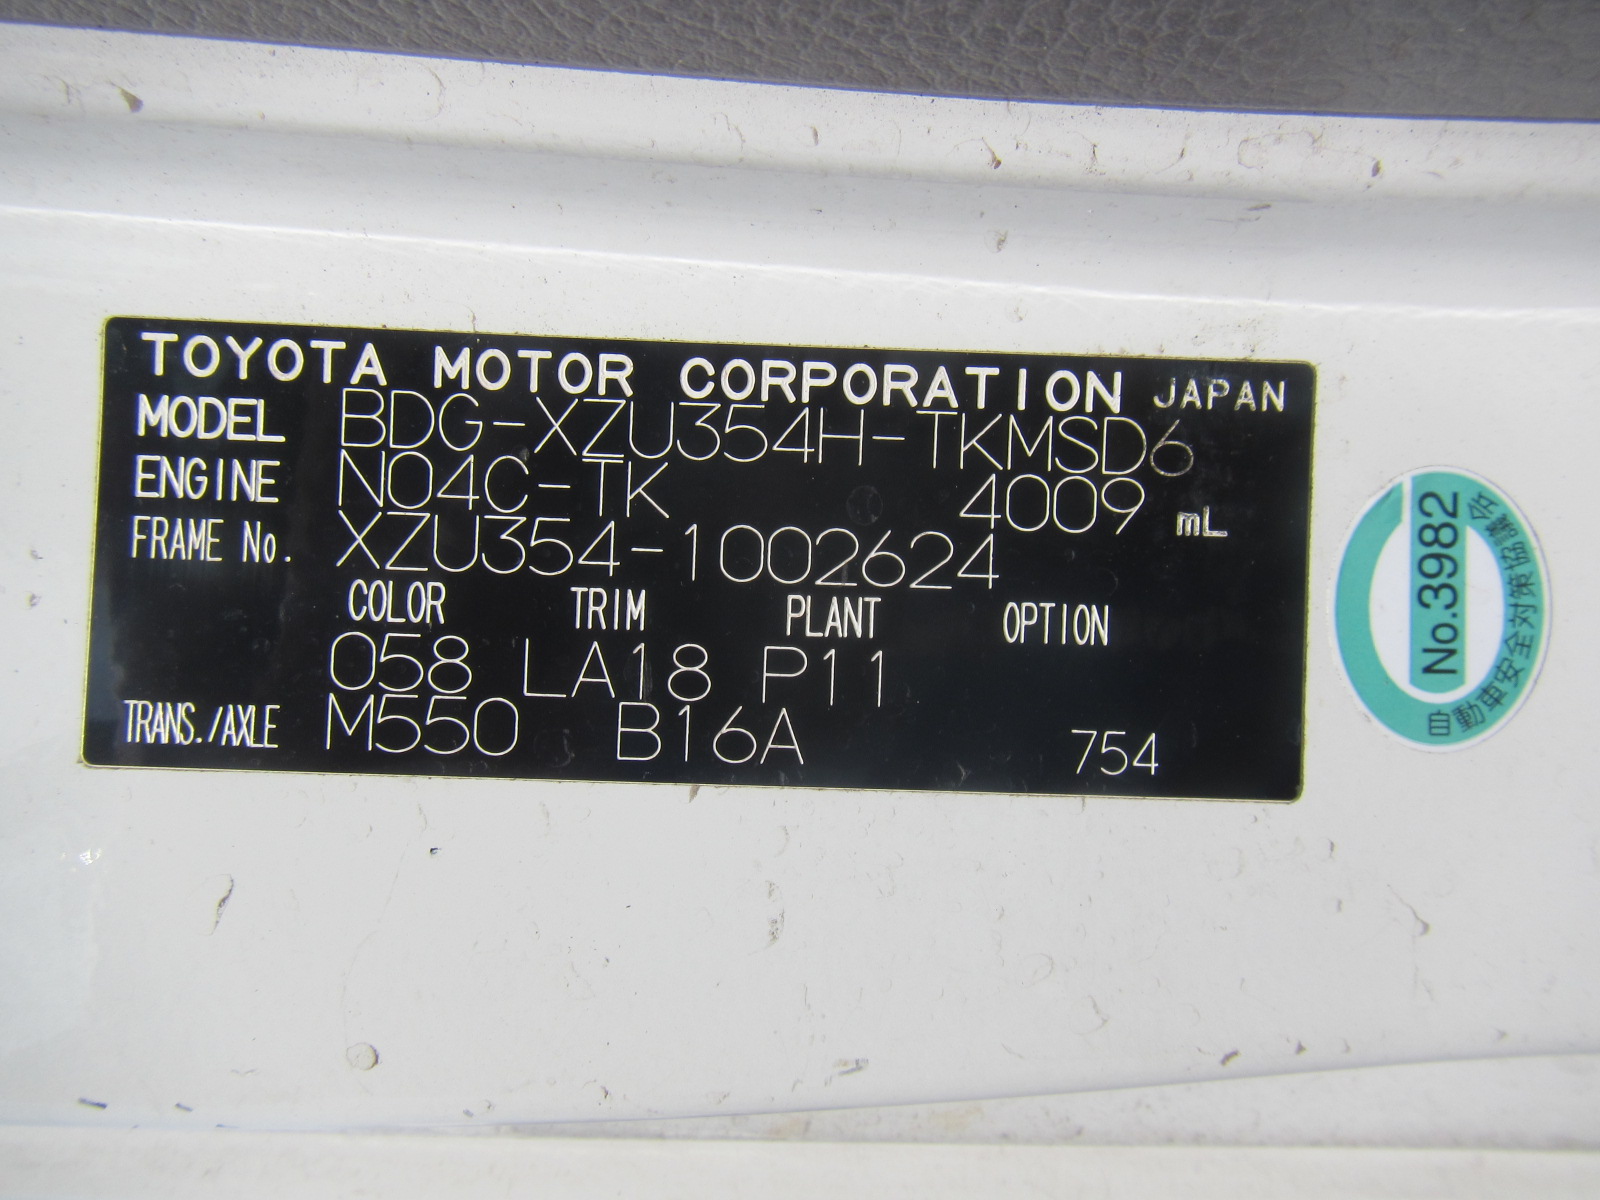 TOYOTA MOTOR CORPORATION JAPAN
MODEL BDG-XZU354H-TKMSD6
ENGINE N04C-TK 4009 mL
FRAME No. XZU354-1002624
COLOR TRIM PLANT OPTION
058 LA18 P11
TRANS./AXLE M550 B16A 754
No.3982
自動車安全対策協議会